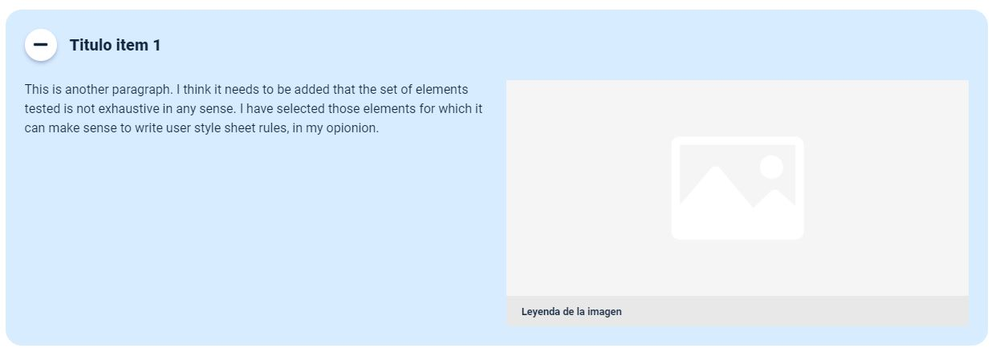 Titulo item 1
This is another paragraph. I think it needs to be added that the set of elements
tested is not exhaustive in any sense. I have selected those elements for which it
can make sense to write user style sheet rules, in my opionion.
Leyenda de la imagen